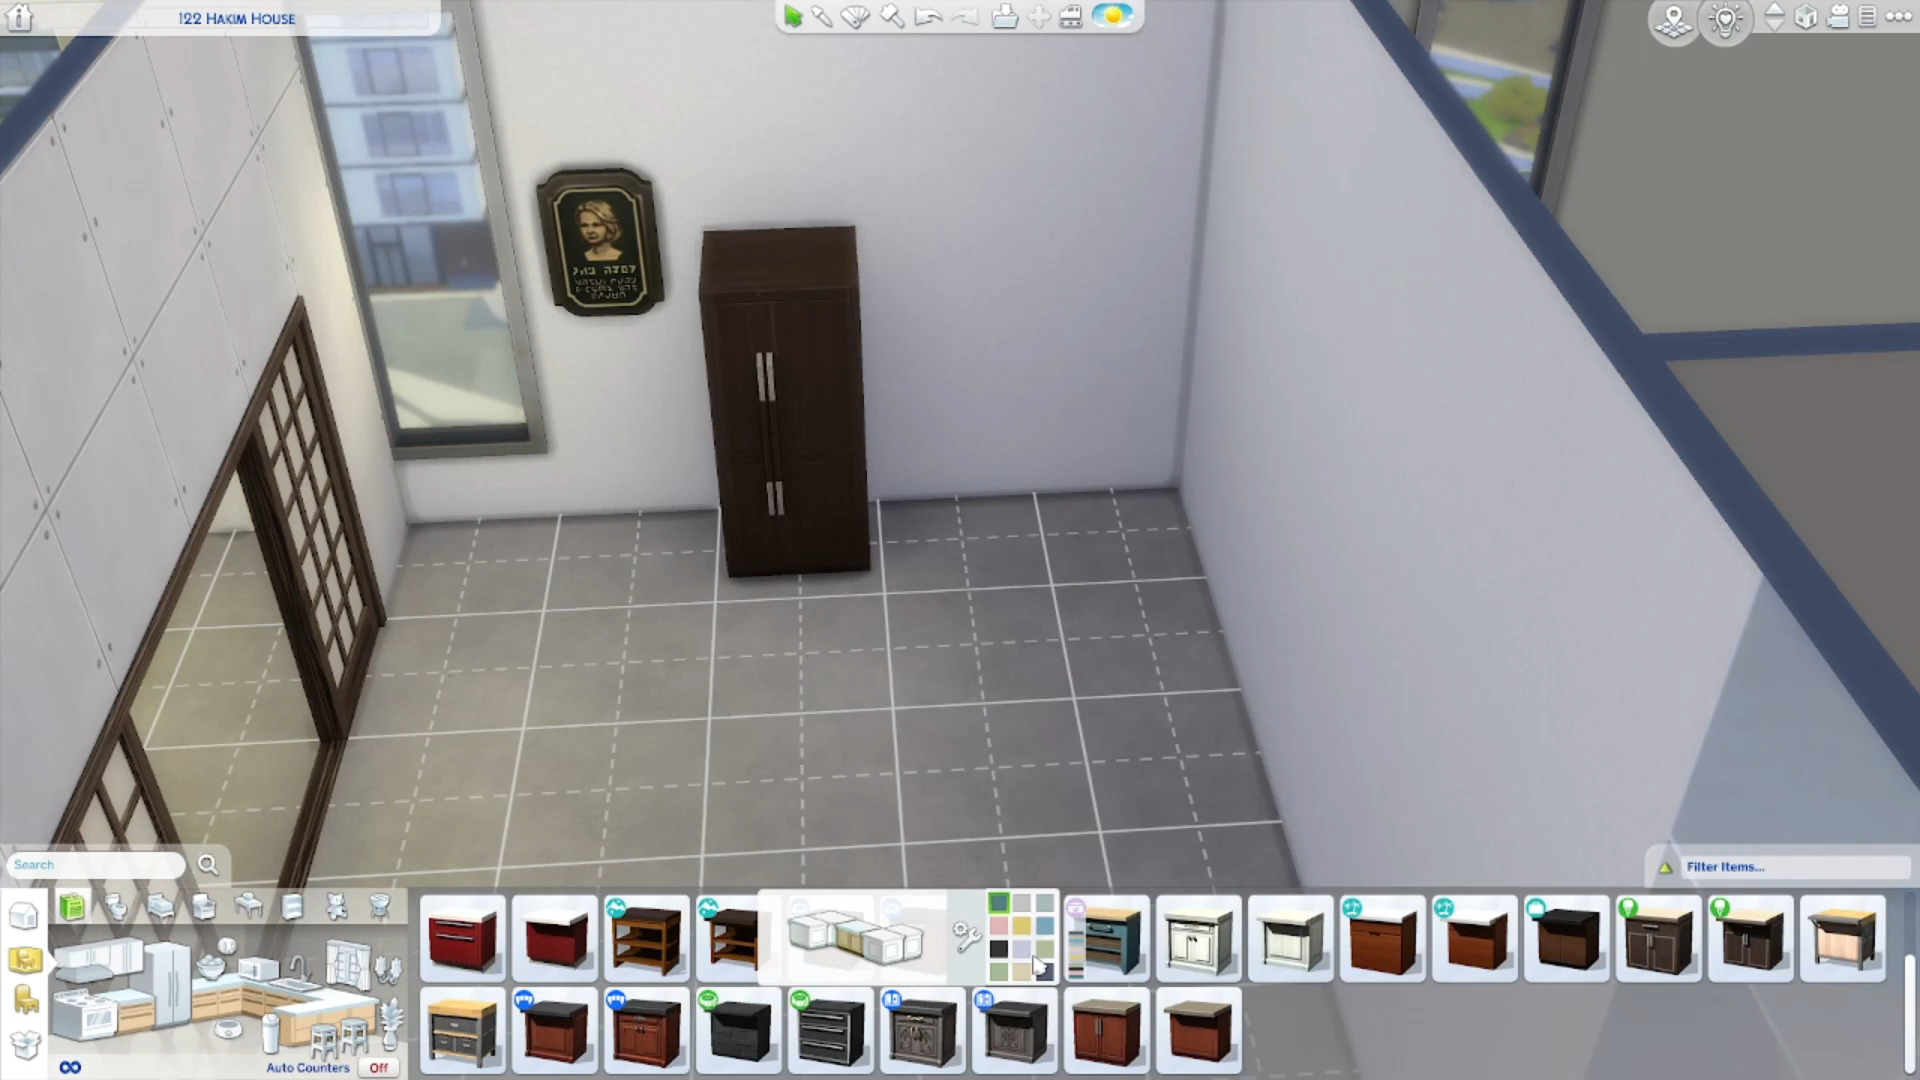 122 HAKIM HOUSE
Search
Filter Items...
Auto Counters
Off